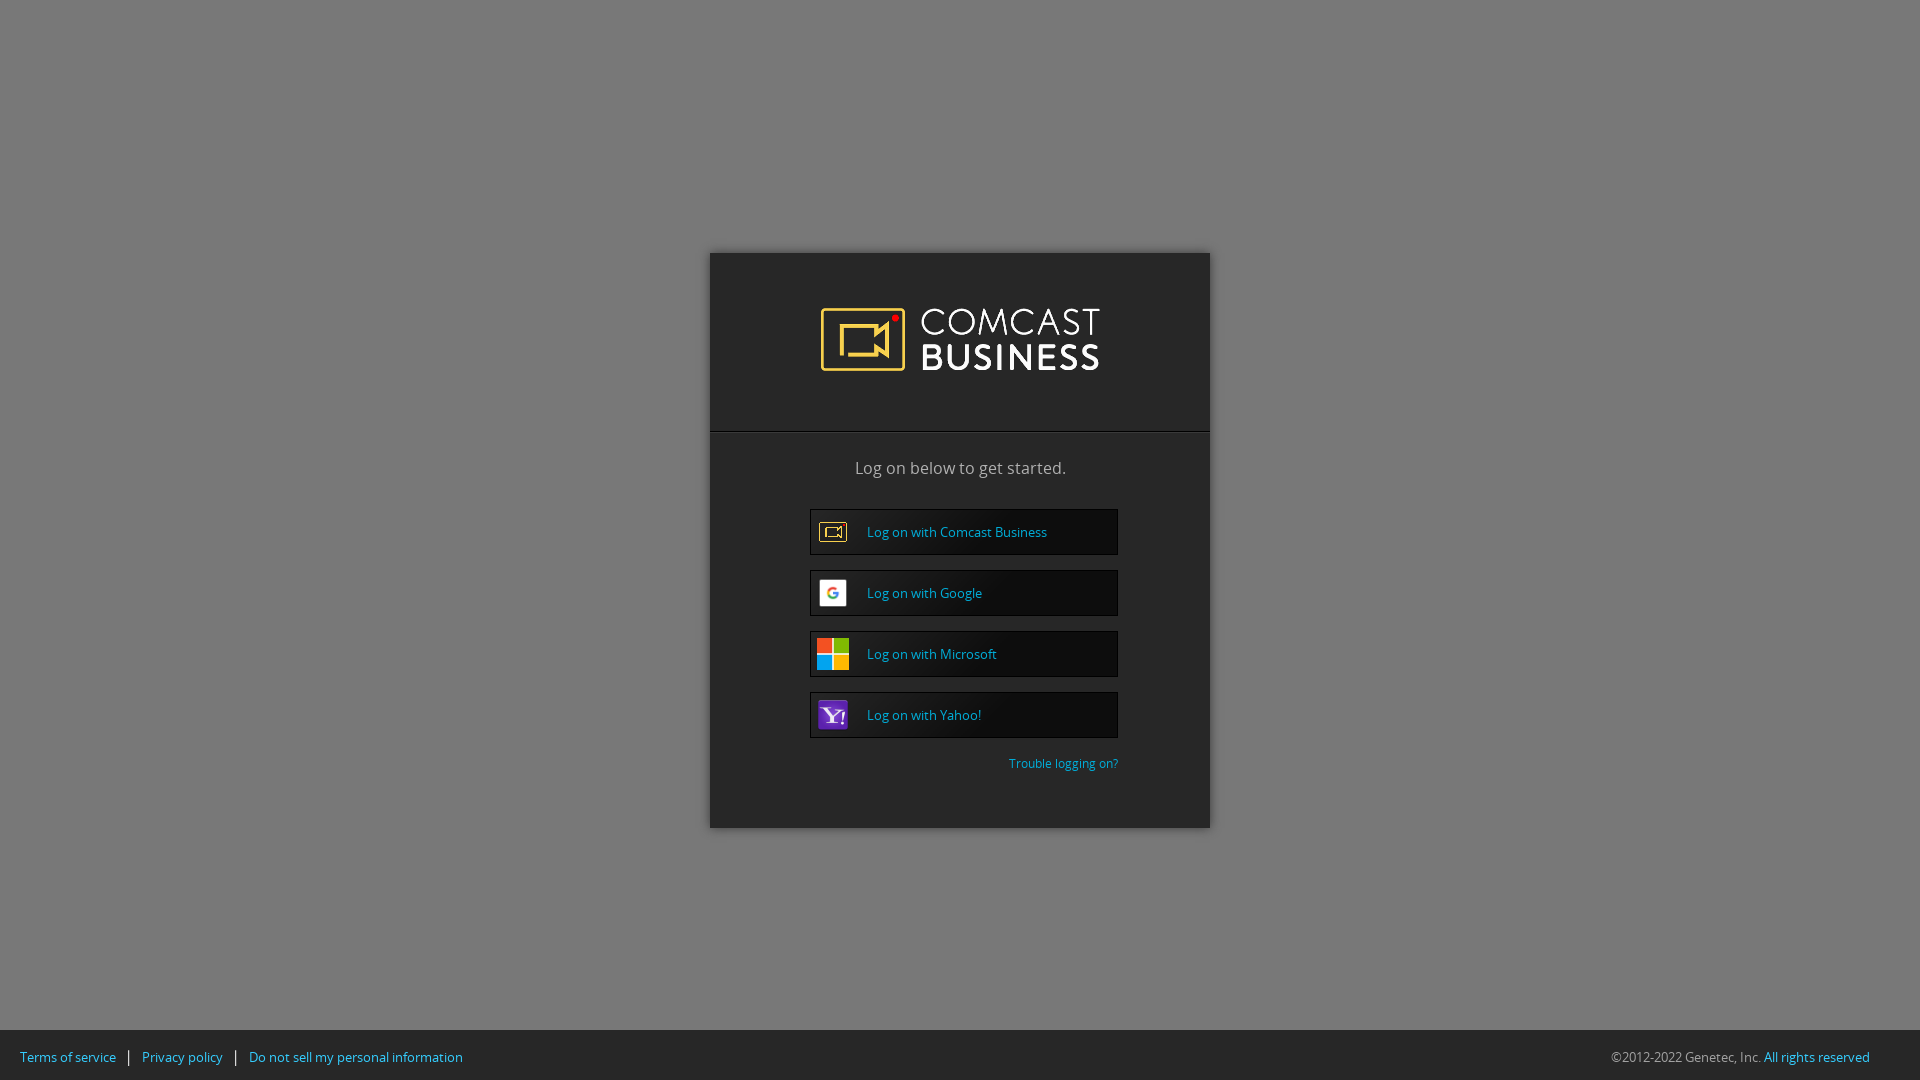 COMCAST
BUSINESS
Log on below to get started.
Log on with Comcast Business
Log on with Google
Log on with Microsoft
Y! Log on with Yahoo!
Trouble logging on?
Terms of service | Privacy policy | Do not sell my personal information
©2012-2022 Genetec, Inc. All rights reserved